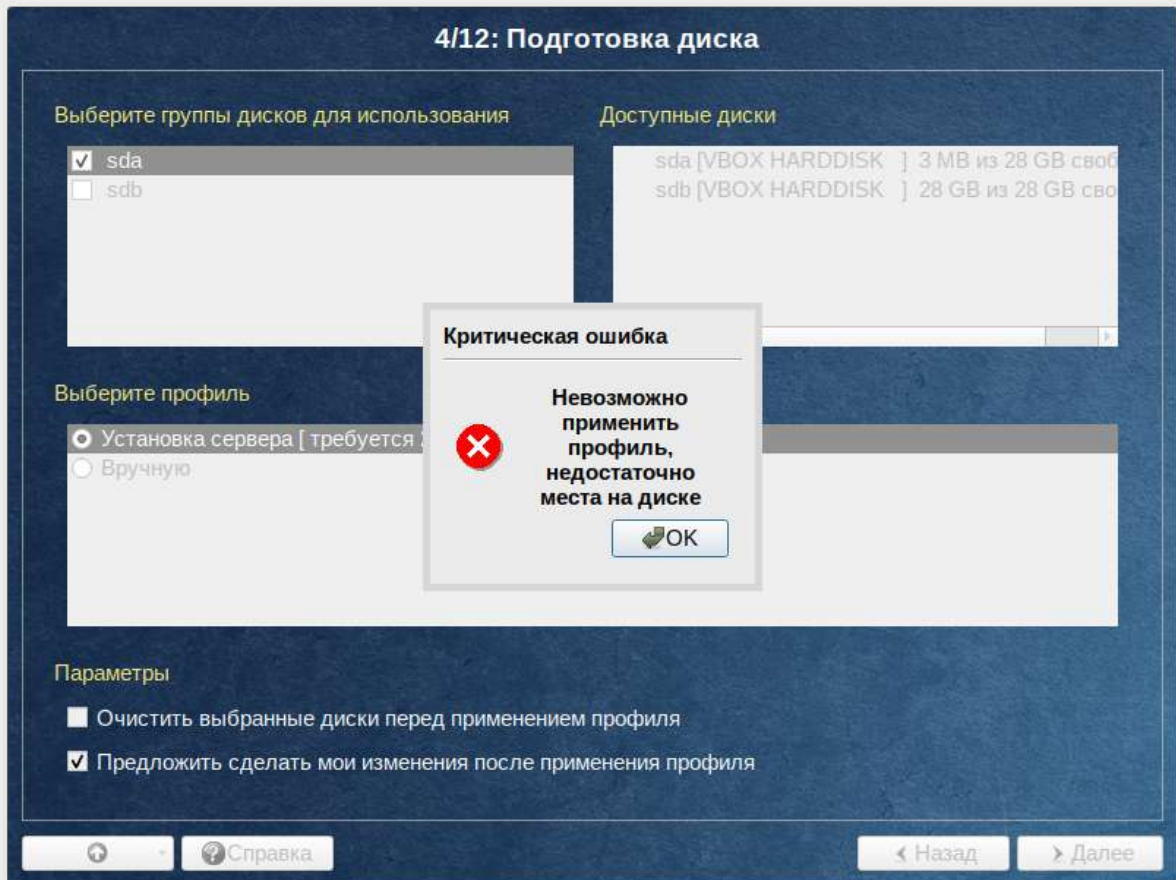 4/12: Подготовка диска
Выберите группы дисков для использования
Доступные диски
sda
sdb
sda [VBOX HARDDISK ] 3 MB из 28 GB своб
sdb [VBOX HARDDISK ] 28 GB из 28 GB сво
Критическая ошибка
Невозможно
применить
профиль,
недостаточно
места на диске
OK
Выберите профиль
Установка сервера [ требуется
Вручную
Параметры
Очистить выбранные диски перед применением профиля
Предложить сделать мои изменения после применения профиля
Справка
Назад
Далее